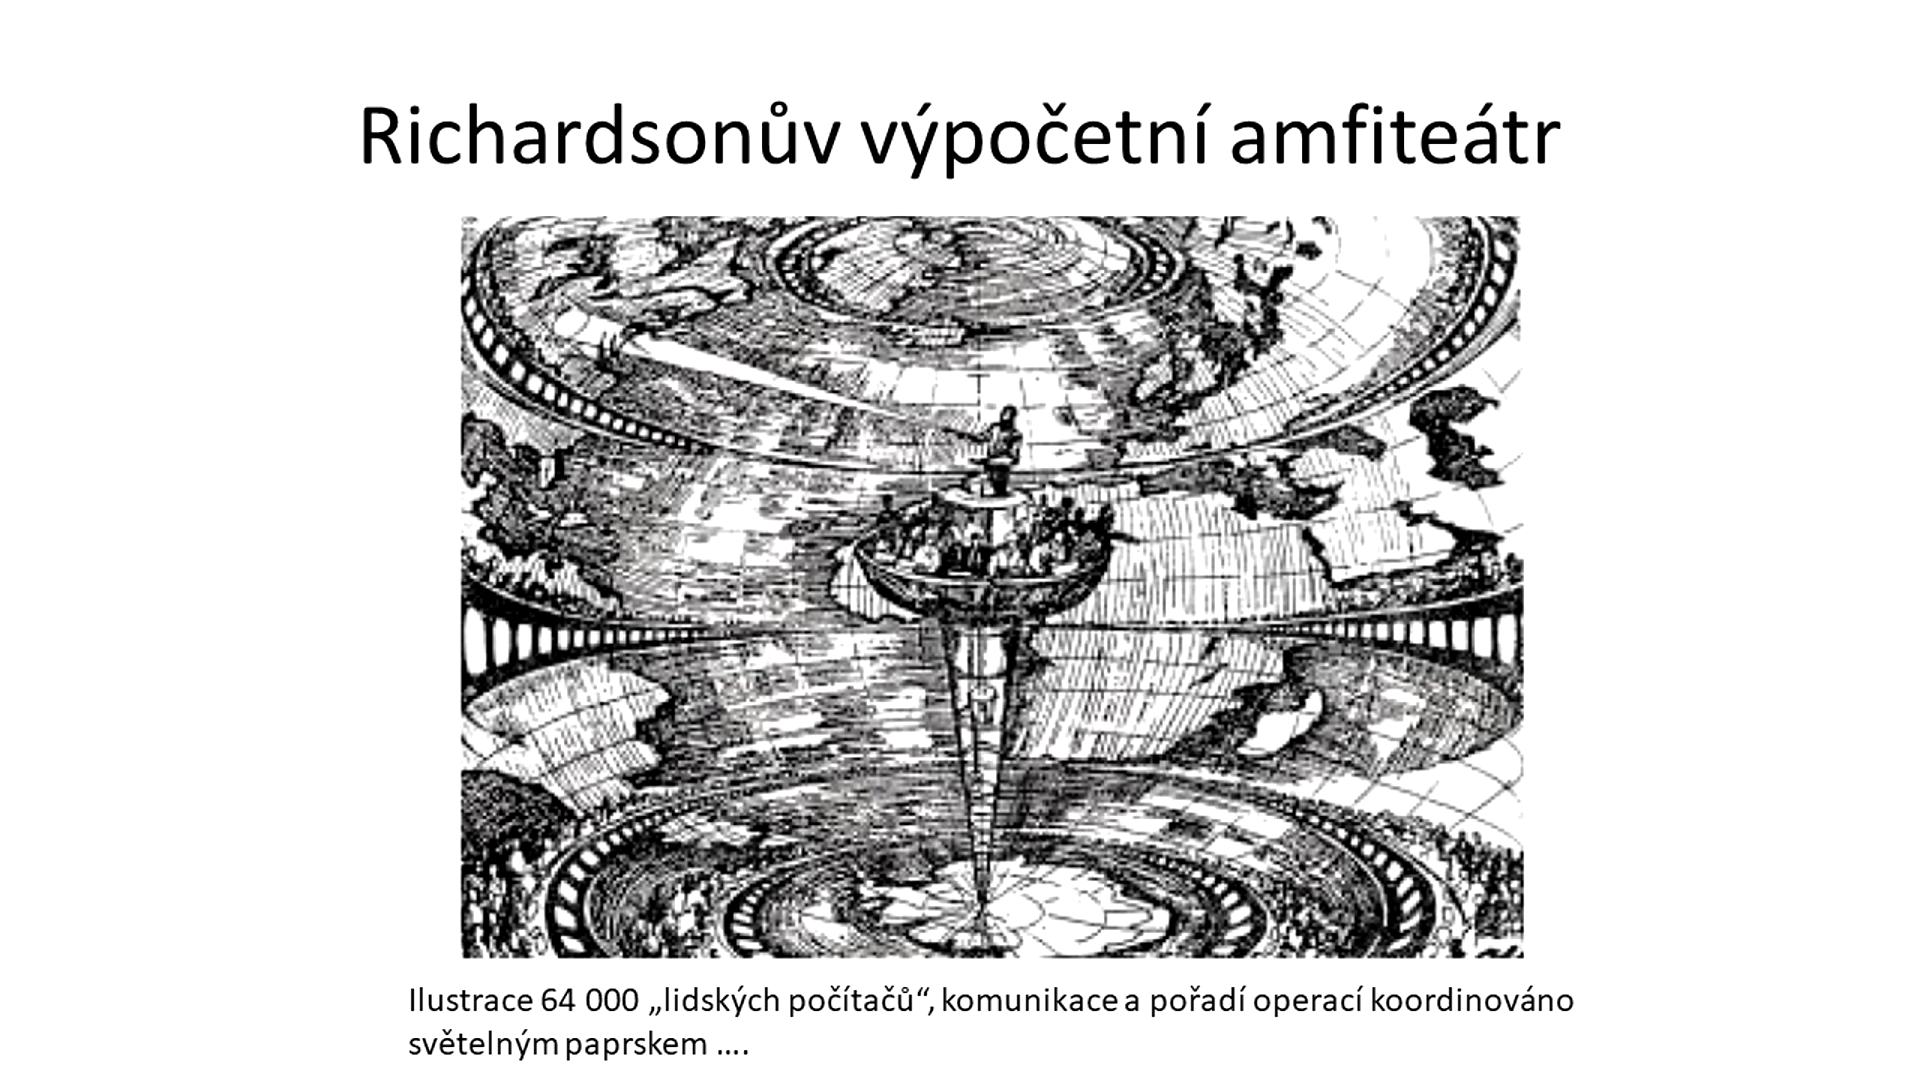 Richardsonův výpočetní amfiteátr
Ilustrace 64 000 „lidských počítačů“, komunikace a pořadí operací koordinováno
světelným paprskem ….